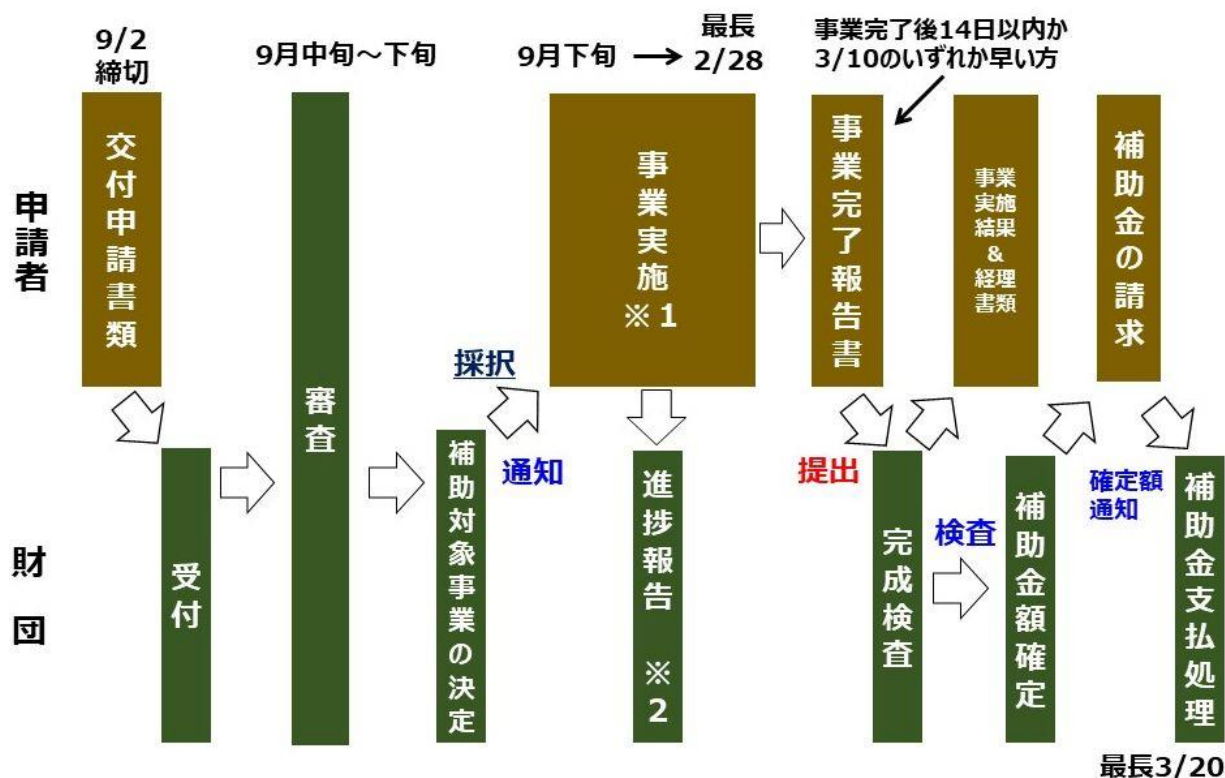 9/2
締切
9月中旬～下旬
9月下旬
最長
2/28
事業完了後14日以内か
3/10のいずれか早い方
申請者
交付申請書類
審査
事業実施
※1
事業完了報告書
事業
実施
結果
&
経理
書類
補助金の請求
採択
通知
提出
検査
確定額
通知
財団
受付
補助対象事業の決定
進捗報告
※2
完成検査
補助金額確定
補助金支払処理
最長3/20